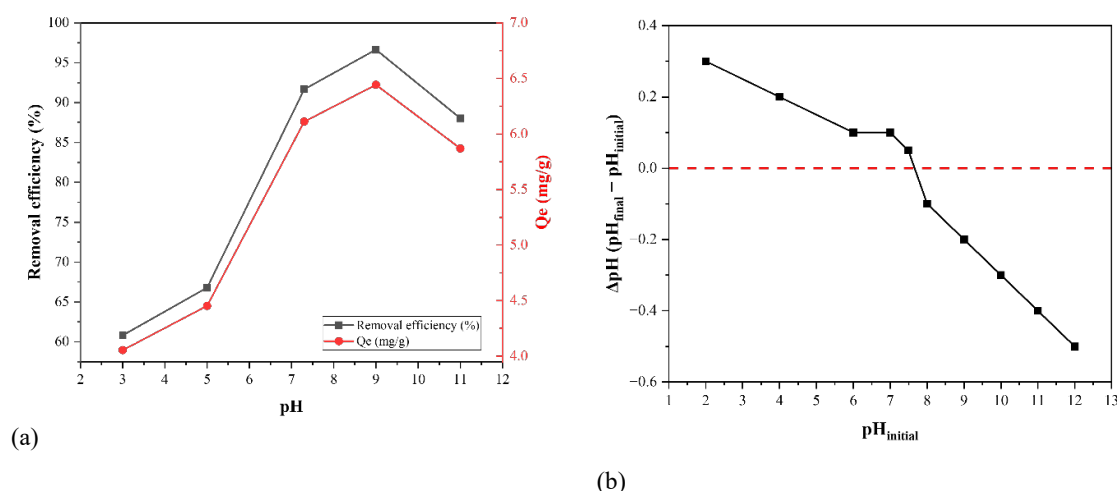 100
95
90
85
80
75
70
65
60
Removal efficiency (%)
7.0
6.5
6.0
5.5
5.0
4.5
4.0
Qe (mg/g)
Removal efficiency (%)
Qe (mg/g)
2 3 4 5 6 7 8 9 10 11 12
pH
(a)
0.4
0.2
0.0
−0.2
−0.4
−0.6
ΔpH (pH_final − pH_initial)
1 2 3 4 5 6 7 8 9 10 11 12 13
pH_initial
(b)